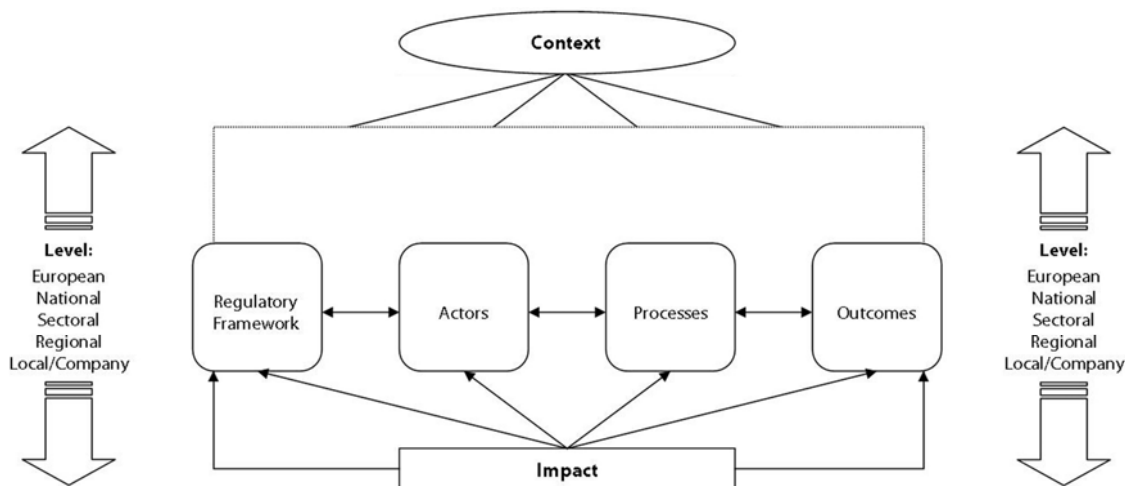 Context
Level:
European
National
Sectoral
Regional
Local/Company
Regulatory
Framework
Actors
Processes
Outcomes
Level:
European
National
Sectoral
Regional
Local/Company
Impact